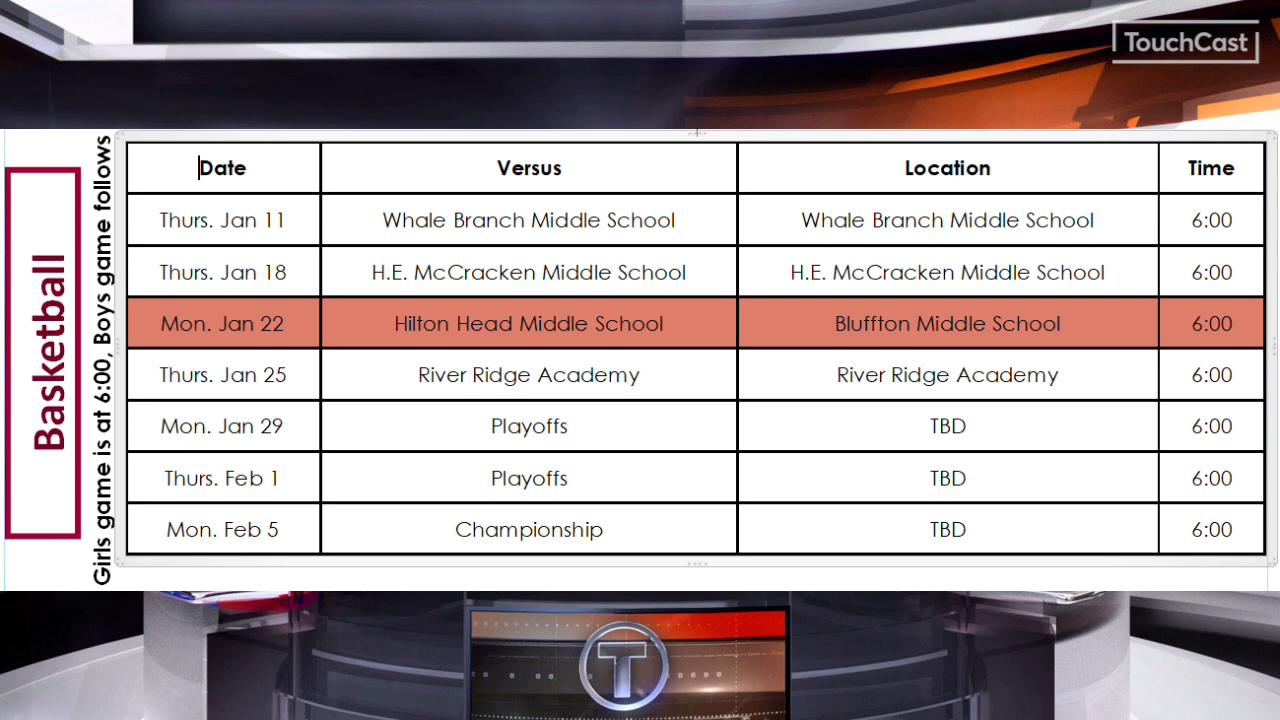 TouchCast
Basketball
Girls game is at 6:00, Boys game follows
Date Versus Location Time
Thurs. Jan 11 Whale Branch Middle School Whale Branch Middle School 6:00
Thurs. Jan 18 H.E. McCracken Middle School H.E. McCracken Middle School 6:00
Mon. Jan 22 Hilton Head Middle School Bluffton Middle School 6:00
Thurs. Jan 25 River Ridge Academy River Ridge Academy 6:00
Mon. Jan 29 Playoffs TBD 6:00
Thurs. Feb 1 Playoffs TBD 6:00
Mon. Feb 5 Championship TBD 6:00
T